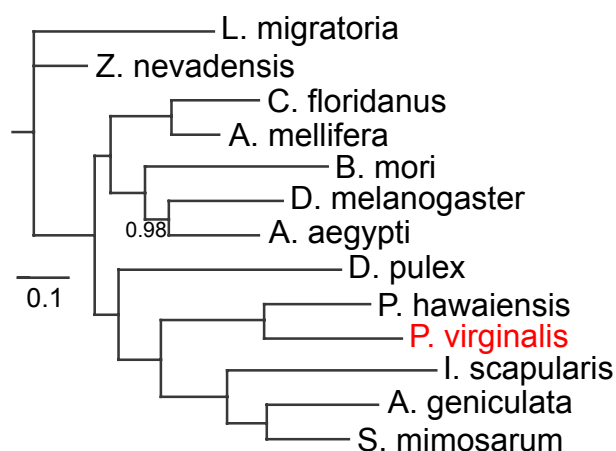 L. migratoria
Z. nevadensis
C. floridanus
A. mellifera
B. mori
D. melanogaster
0.98
A. aegypti
D. pulex
0.1
P. hawaiensis
P. virginalis
I. scapularis
A. geniculata
S. mimosarum